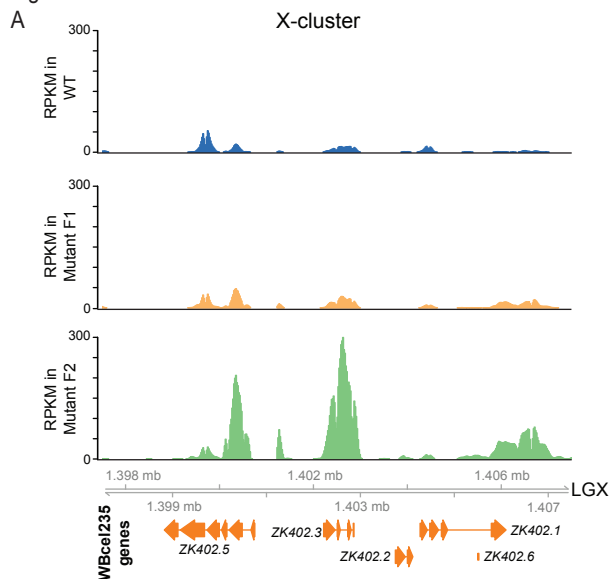 A
X-cluster
300
0
RPKM in
WT
300
0
RPKM in
Mutant F1
300
0
RPKM in
Mutant F2
1.398 mb 1.402 mb 1.406 mb
LGX
1.399 mb 1.403 mb 1.407
WBcel235
genes
ZK402.5 ZK402.3 ZK402.1
ZK402.2 ZK402.6